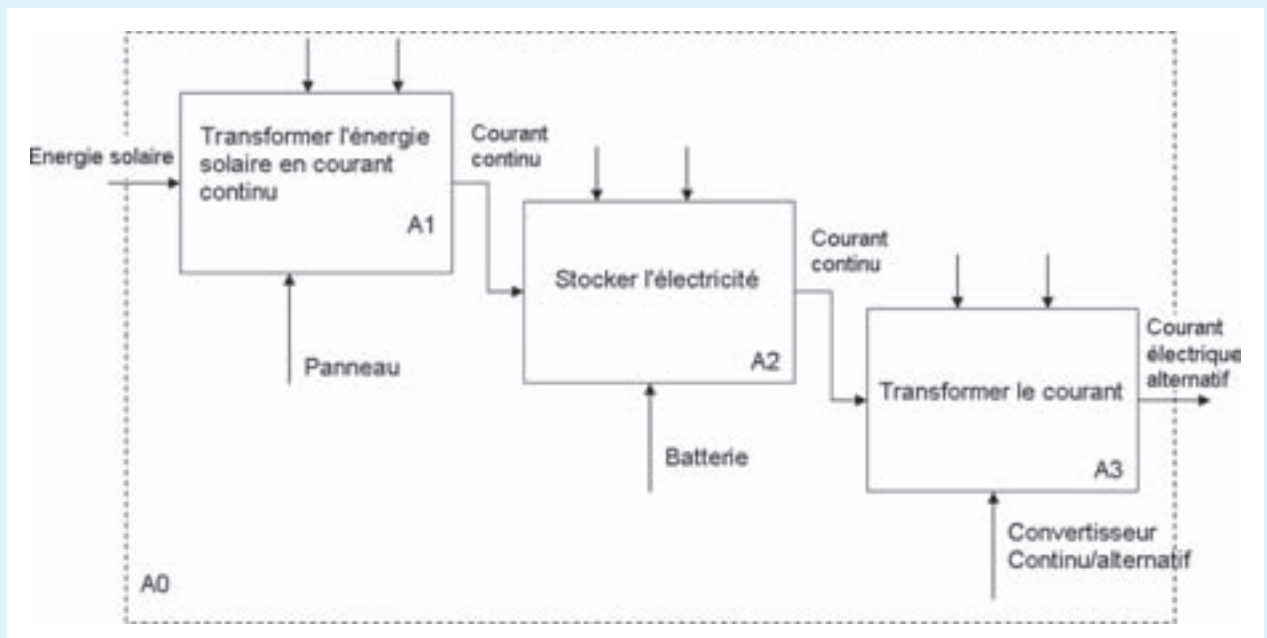 Energie solaire
Transformer l'énergie
solaire en courant
continu
A1
Panneau
Courant
continu
Stocker l'électricité
A2
Batterie
Courant
continu
Transformer le courant
A3
Convertisseur
Continu/alternatif
Courant
électrique
alternatif
A0